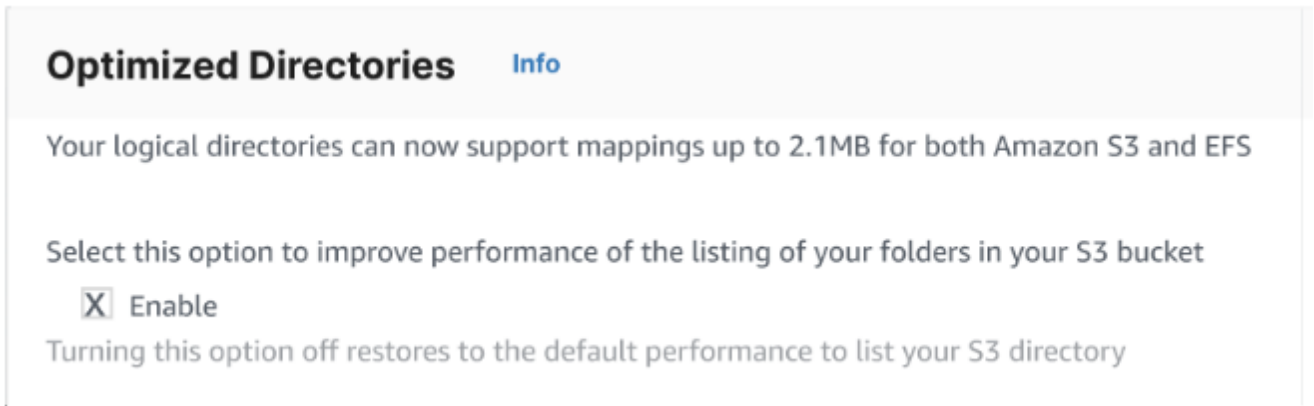 Optimized Directories Info
Your logical directories can now support mappings up to 2.1MB for both Amazon S3 and EFS
Select this option to improve performance of the listing of your folders in your S3 bucket
X Enable
Turning this option off restores to the default performance to list your S3 directory